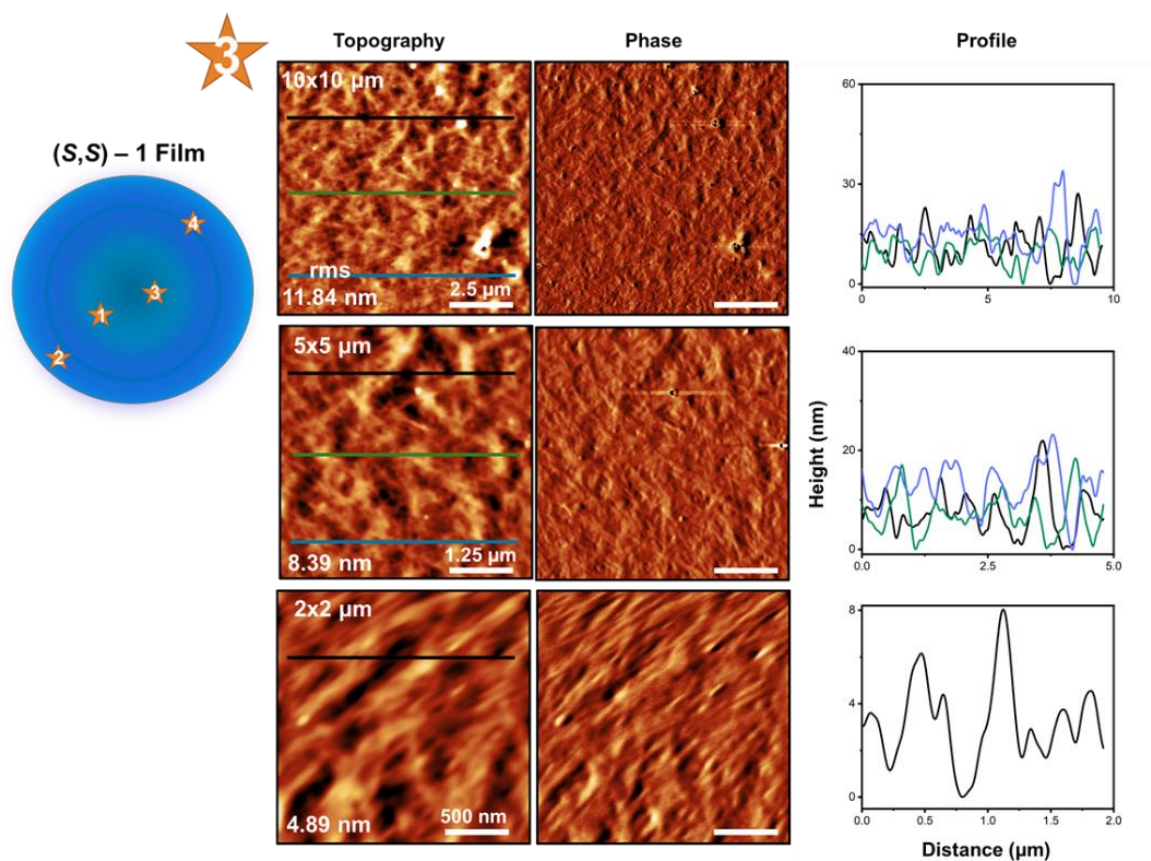 3
Topography
Phase
Profile
(S,S) – 1 Film
4
3
1
2
10x10 µm
rms
11.84 nm
2.5 µm
60
30
0
0
5
10
5x5 µm
8.39 nm
1.25 µm
40
20
0
0.0
2.5
5.0
Height (nm)
2x2 µm
4.89 nm
500 nm
8
4
0
0.0
0.5
1.0
1.5
2.0
Distance (µm)